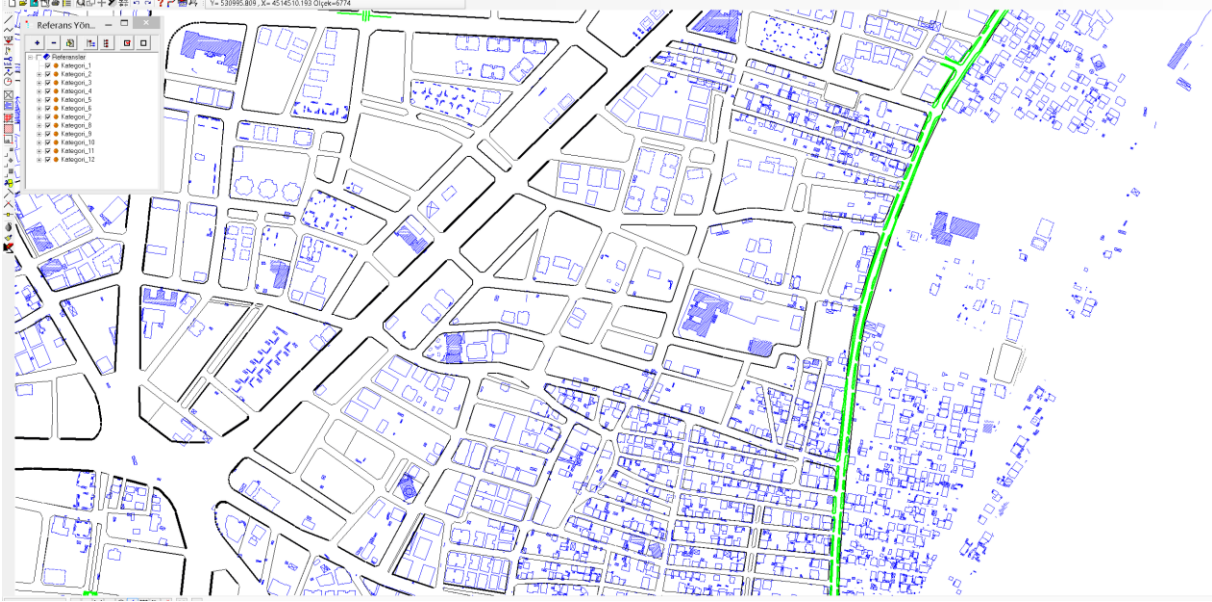 Y= 530995.809 , X= 4514510.193 Ölçek=6774
Referans Yön...
Referanslar
Kategori_1
Kategori_2
Kategori_3
Kategori_4
Kategori_5
Kategori_6
Kategori_7
Kategori_8
Kategori_9
Kategori_10
Kategori_11
Kategori_12